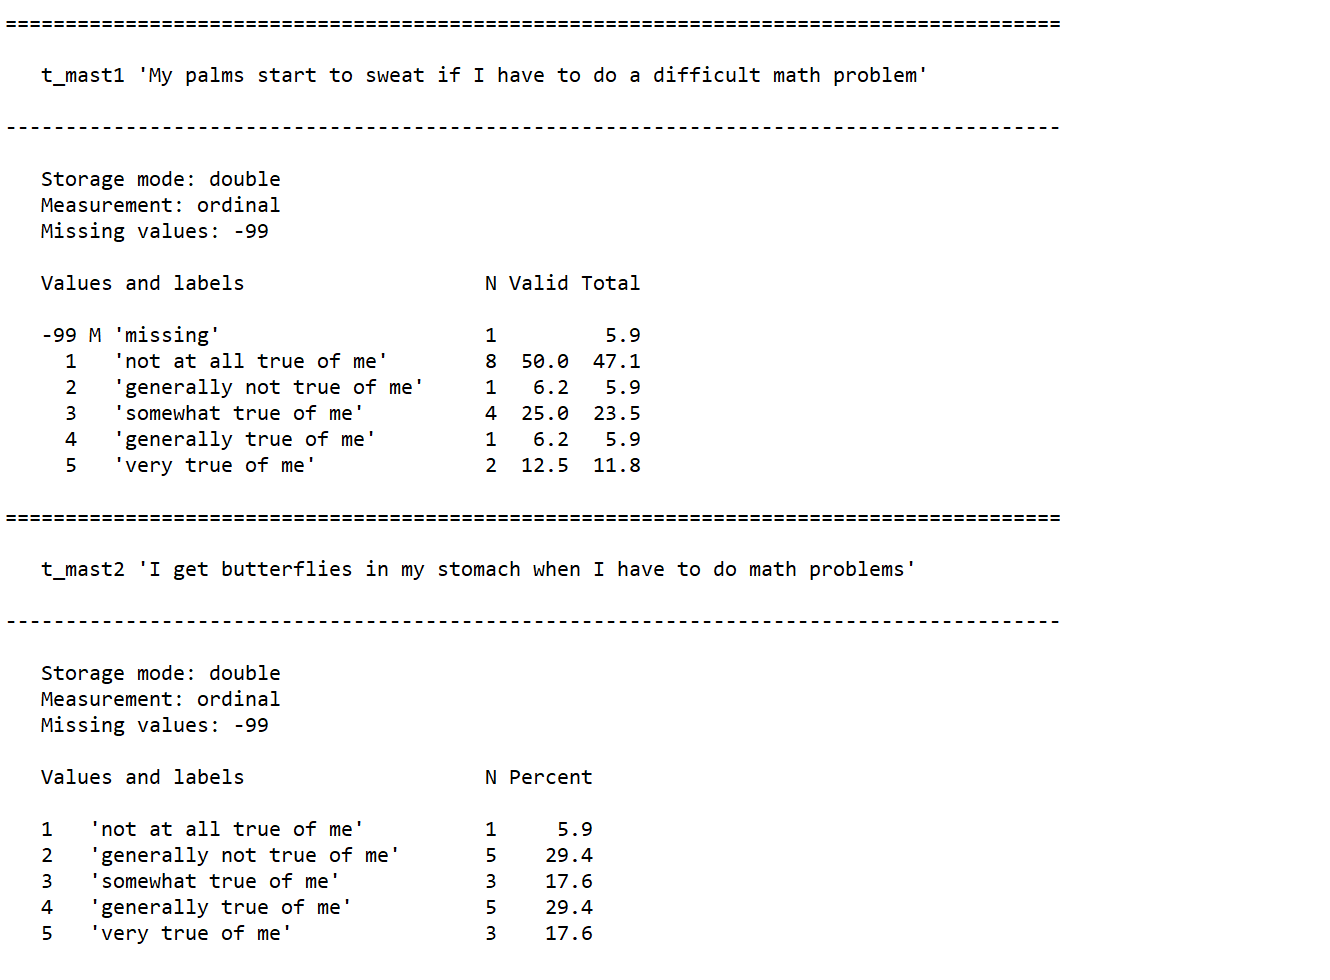 ========================================================================================
t_mast1 'My palms start to sweat if I have to do a difficult math problem'
----------------------------------------------------------------------------------------
Storage mode: double
Measurement: ordinal
Missing values: -99
Values and labels                    N Valid Total
-99 M 'missing'                      1         5.9
  1   'not at all true of me'        8  50.0  47.1
  2   'generally not true of me'     1   6.2   5.9
  3   'somewhat true of me'          4  25.0  23.5
  4   'generally true of me'         1   6.2   5.9
  5   'very true of me'              2  12.5  11.8
========================================================================================
t_mast2 'I get butterflies in my stomach when I have to do math problems'
----------------------------------------------------------------------------------------
Storage mode: double
Measurement: ordinal
Missing values: -99
Values and labels                    N Percent
1   'not at all true of me'          1     5.9
2   'generally not true of me'       5    29.4
3   'somewhat true of me'            3    17.6
4   'generally true of me'           5    29.4
5   'very true of me'                3    17.6